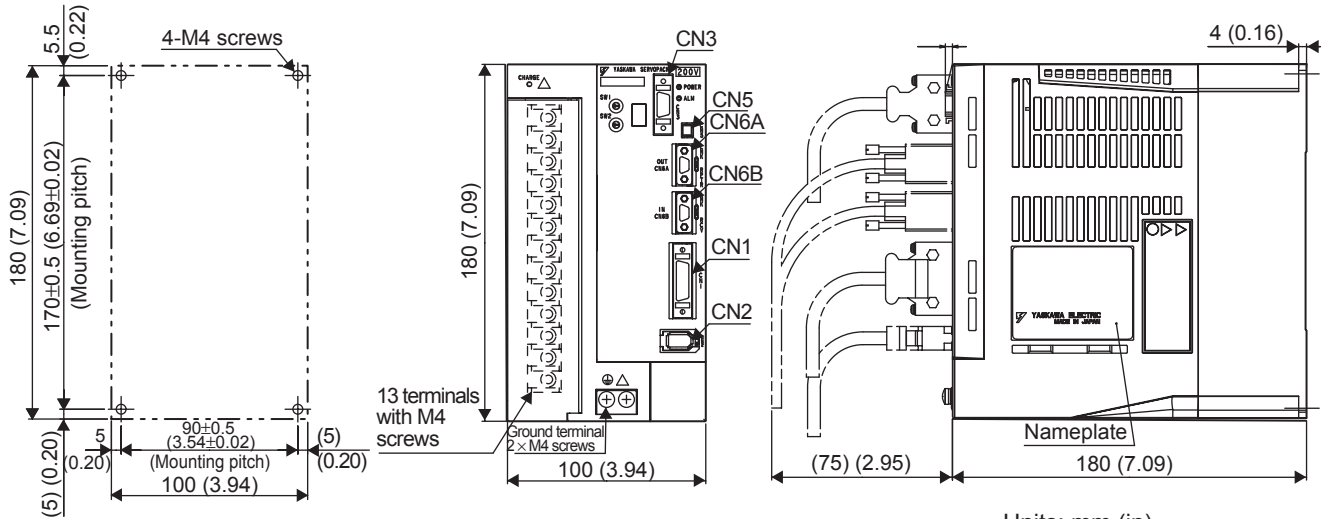 5.5
(0.22)
4-M4 screws
180 (7.09)
170±0.5 (6.69±0.02)
(Mounting pitch)
5
(0.20)
90±0.5
(3.54±0.02)
(Mounting pitch)
(5)
(0.20)
100 (3.94)
(5) (0.20)
CN3
CHARGE
YASKAWA SERVOPACK
200V
POWER
ALM
SW1
SW2
CN5
CN6A
OUT
CN6A
CN6B
IN
CN6B
CN1
CN2
180 (7.09)
13 terminals
with M4
screws
Ground terminal
2×M4 screws
100 (3.94)
4 (0.16)
YASKAWA ELECTRIC
MADE IN JAPAN
Nameplate
(75) (2.95)
180 (7.09)